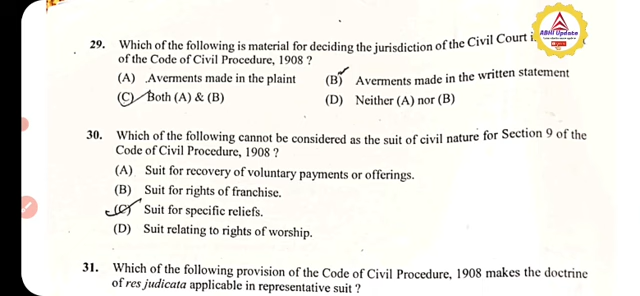 ABHI Update
29. Which of the following is material for deciding the jurisdiction of the Civil Court
of the Code of Civil Procedure, 1908 ?
(A) Averments made in the plaint (B) Averments made in the written statement
(C) Both (A) & (B) (D) Neither (A) nor (B)
30. Which of the following cannot be considered as the suit of civil nature for Section 9 of the
Code of Civil Procedure, 1908 ?
(A) Suit for recovery of voluntary payments or offerings.
(B) Suit for rights of franchise.
(C) Suit for specific reliefs.
(D) Suit relating to rights of worship.
31. Which of the following provision of the Code of Civil Procedure, 1908 makes the doctrine
of res judicata applicable in representative suit ?